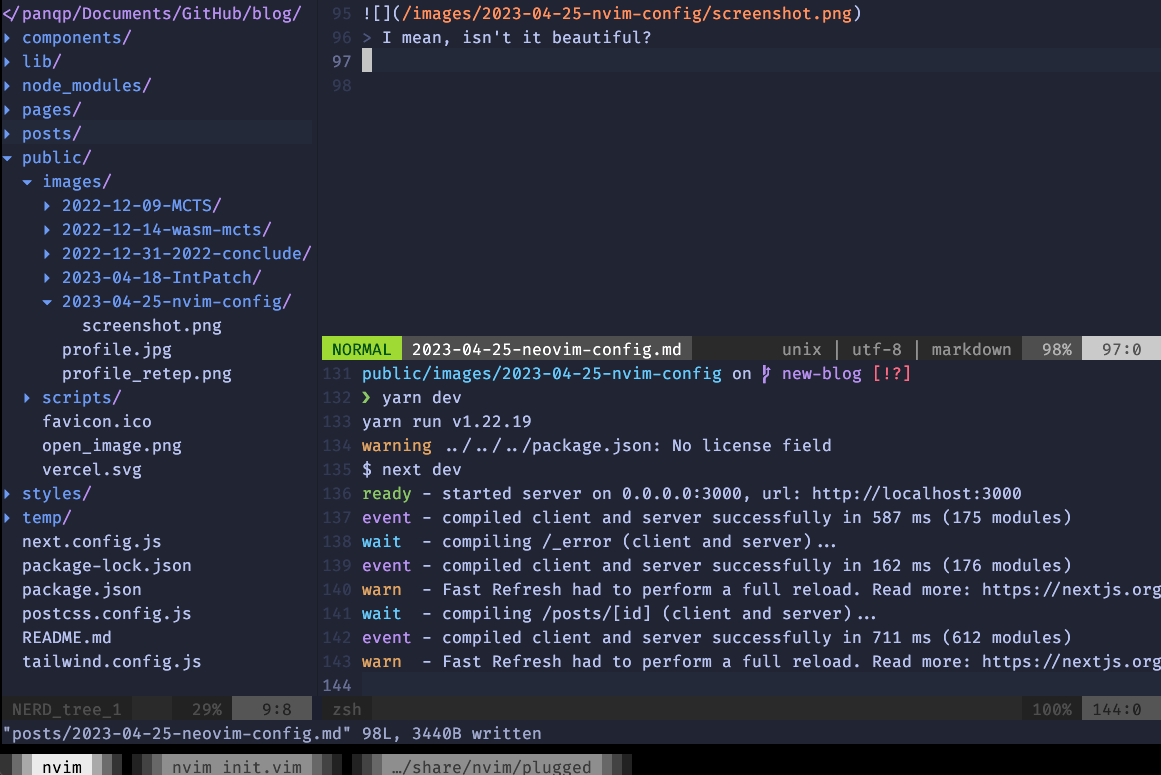 </panqp/Documents/GitHub/blog/
components/
lib/
node_modules/
pages/
posts/
public/
images/
2022-12-09-MCTS/
2022-12-14-wasm-mcts/
2022-12-31-2022-conclude/
2023-04-18-IntPatch/
2023-04-25-nvim-config/
screenshot.png
profile.jpg
profile_retep.png
scripts/
favicon.ico
open_image.png
vercel.svg
styles/
temp/
next.config.js
package-lock.json
package.json
postcss.config.js
README.md
tailwind.config.js
NERD_tree_1 29% 9:8
95 ![](/images/2023-04-25-nvim-config/screenshot.png)
96 > I mean, isn't it beautiful?
97
98
NORMAL 2023-04-25-neovim-config.md unix | utf-8 | markdown 98% 97:0
131 public/images/2023-04-25-nvim-config on new-blog [!?]
132 ❯ yarn dev
133 yarn run v1.22.19
134 warning ../../../package.json: No license field
135 $ next dev
136 ready - started server on 0.0.0.0:3000, url: http://localhost:3000
137 event - compiled client and server successfully in 587 ms (175 modules)
138 wait  - compiling /_error (client and server)...
139 event - compiled client and server successfully in 162 ms (176 modules)
140 warn  - Fast Refresh had to perform a full reload. Read more: https://nextjs.org
141 wait  - compiling /posts/[id] (client and server)...
142 event - compiled client and server successfully in 711 ms (612 modules)
143 warn  - Fast Refresh had to perform a full reload. Read more: https://nextjs.org
144
zsh 100% 144:0
"posts/2023-04-25-neovim-config.md" 98L, 3440B written
nvim nvim init.vim …/share/nvim/plugged